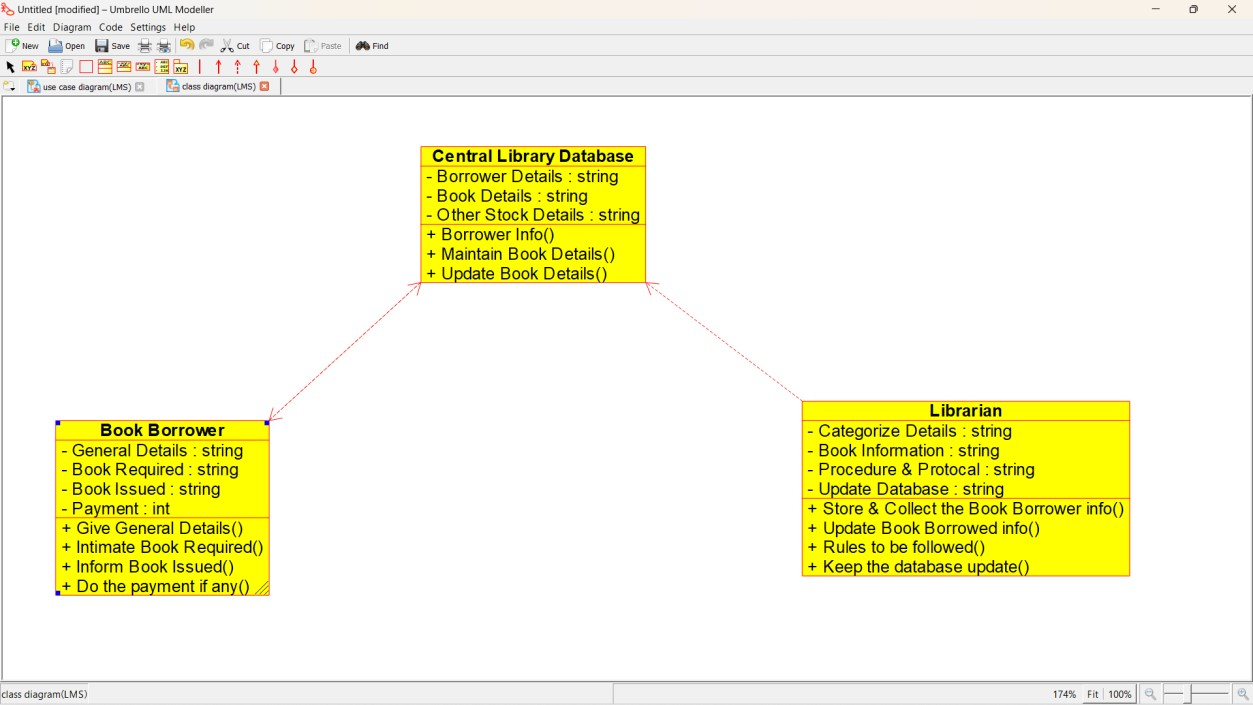 Untitled [modified] – Umbrello UML Modeller
File Edit Diagram Code Settings Help
New Open Save Cut Copy Paste Find
use case diagram(LMS) class diagram(LMS)
Central Library Database
- Borrower Details : string
- Book Details : string
- Other Stock Details : string
+ Borrower Info()
+ Maintain Book Details()
+ Update Book Details()
Book Borrower
- General Details : string
- Book Required : string
- Book Issued : string
- Payment : int
+ Give General Details()
+ Intimate Book Required()
+ Inform Book Issued()
+ Do the payment if any()
Librarian
- Categorize Details : string
- Book Information : string
- Procedure & Protocal : string
- Update Database : string
+ Store & Collect the Book Borrower info()
+ Update Book Borrowed info()
+ Rules to be followed()
+ Keep the database update()
class diagram(LMS) 174% Fit 100%